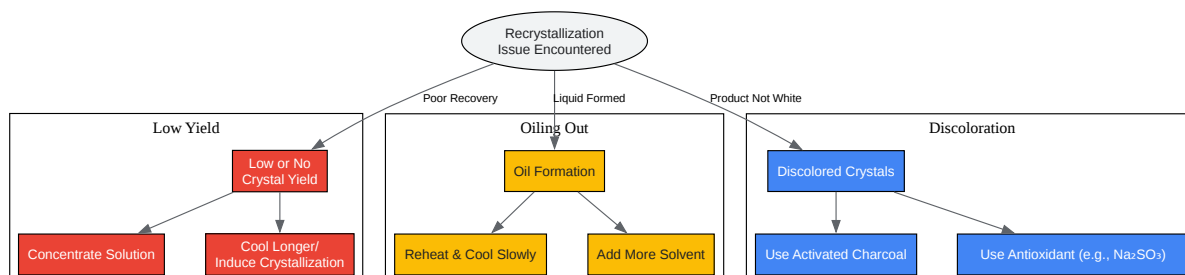 Recrystallization
Issue Encountered
Poor Recovery
Liquid Formed
Product Not White
Low Yield
Oiling Out
Discoloration
Low or No
Crystal Yield
Oil Formation
Discolored Crystals
Concentrate Solution
Cool Longer/
Induce Crystallization
Reheat & Cool Slowly
Add More Solvent
Use Activated Charcoal
Use Antioxidant (e.g., Na₂SO₃)